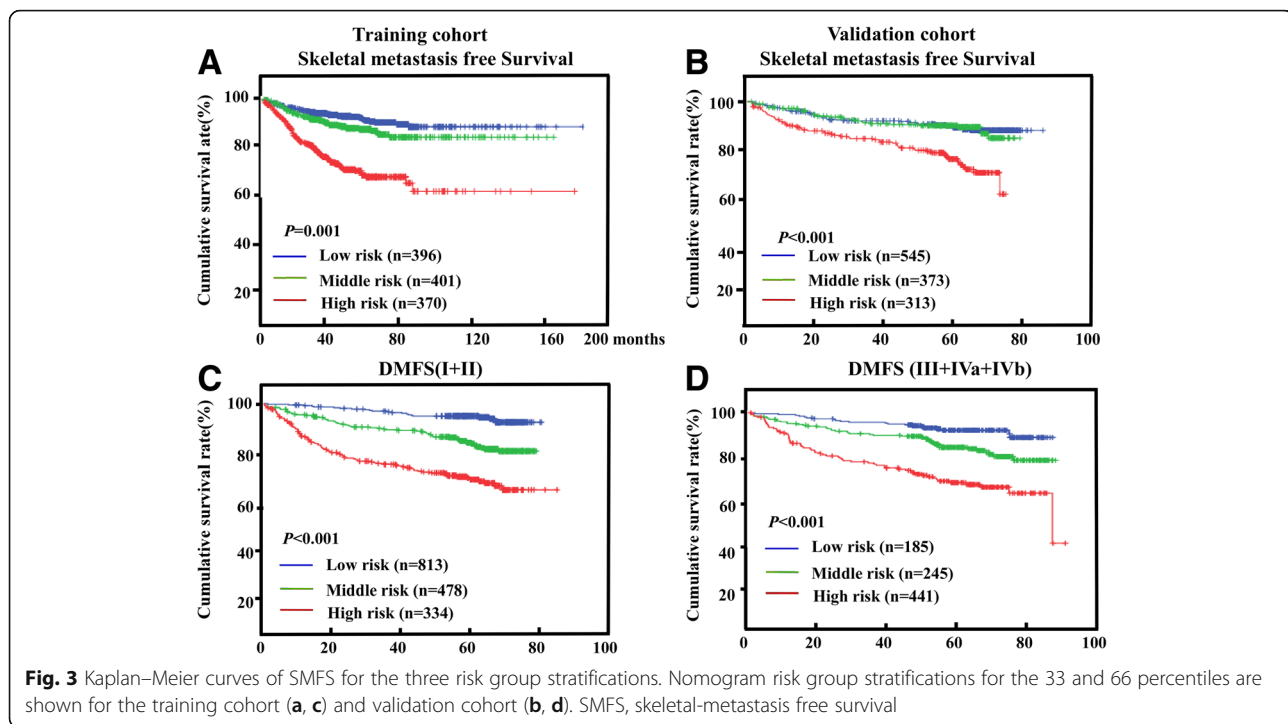 Training cohort
Skeletal metastasis free Survival
A
Cumulative survival ate(%)
100
80
60
40
20
P=0.001
Low risk (n=396)
Middle risk (n=401)
High risk (n=370)
0 40 80 120 160 200 months
Validation cohort
Skeletal metastasis free Survival
B
Cumulative survival rate(%)
100
80
60
40
20
P<0.001
Low risk (n=545)
Middle risk (n=373)
High risk (n=313)
0 20 40 60 80 100
C
DMFS(I+II)
Cumulative survival rate(%)
100
80
60
40
20
P<0.001
Low risk (n=813)
Middle risk (n=478)
High risk (n=334)
0 20 40 60 80 100
D
DMFS (III+IVa+IVb)
Cumulative survival rate(%)
100
80
60
40
20
P<0.001
Low risk (n=185)
Middle risk (n=245)
High risk (n=441)
0 20 40 60 80 100
Fig. 3 Kaplan–Meier curves of SMFS for the three risk group stratifications. Nomogram risk group stratifications for the 33 and 66 percentiles are
shown for the training cohort (a, c) and validation cohort (b, d). SMFS, skeletal-metastasis free survival